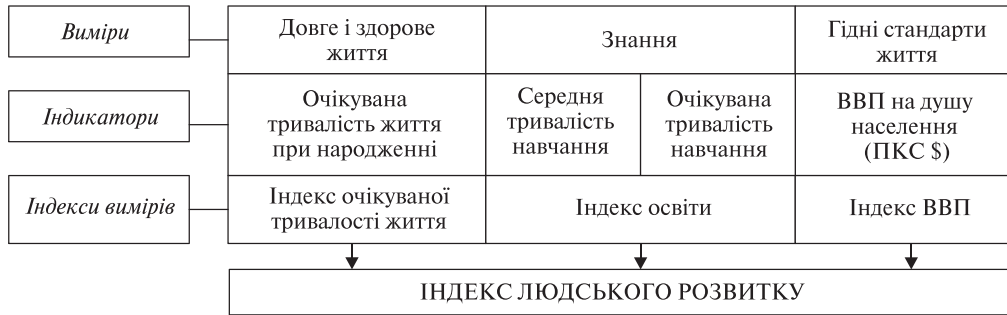 Виміри
Довге і здорове
життя
Знання
Гідні стандарти
життя
Індикатори
Очікувана
тривалість життя
при народженні
Середня
тривалість
навчання
Очікувана
тривалість
навчання
ВВП на душу
населення
(ПКС $)
Індекси вимірів
Індекс очікуваної
тривалості життя
Індекс освіти
Індекс ВВП
ІНДЕКС ЛЮДСЬКОГО РОЗВИТКУ